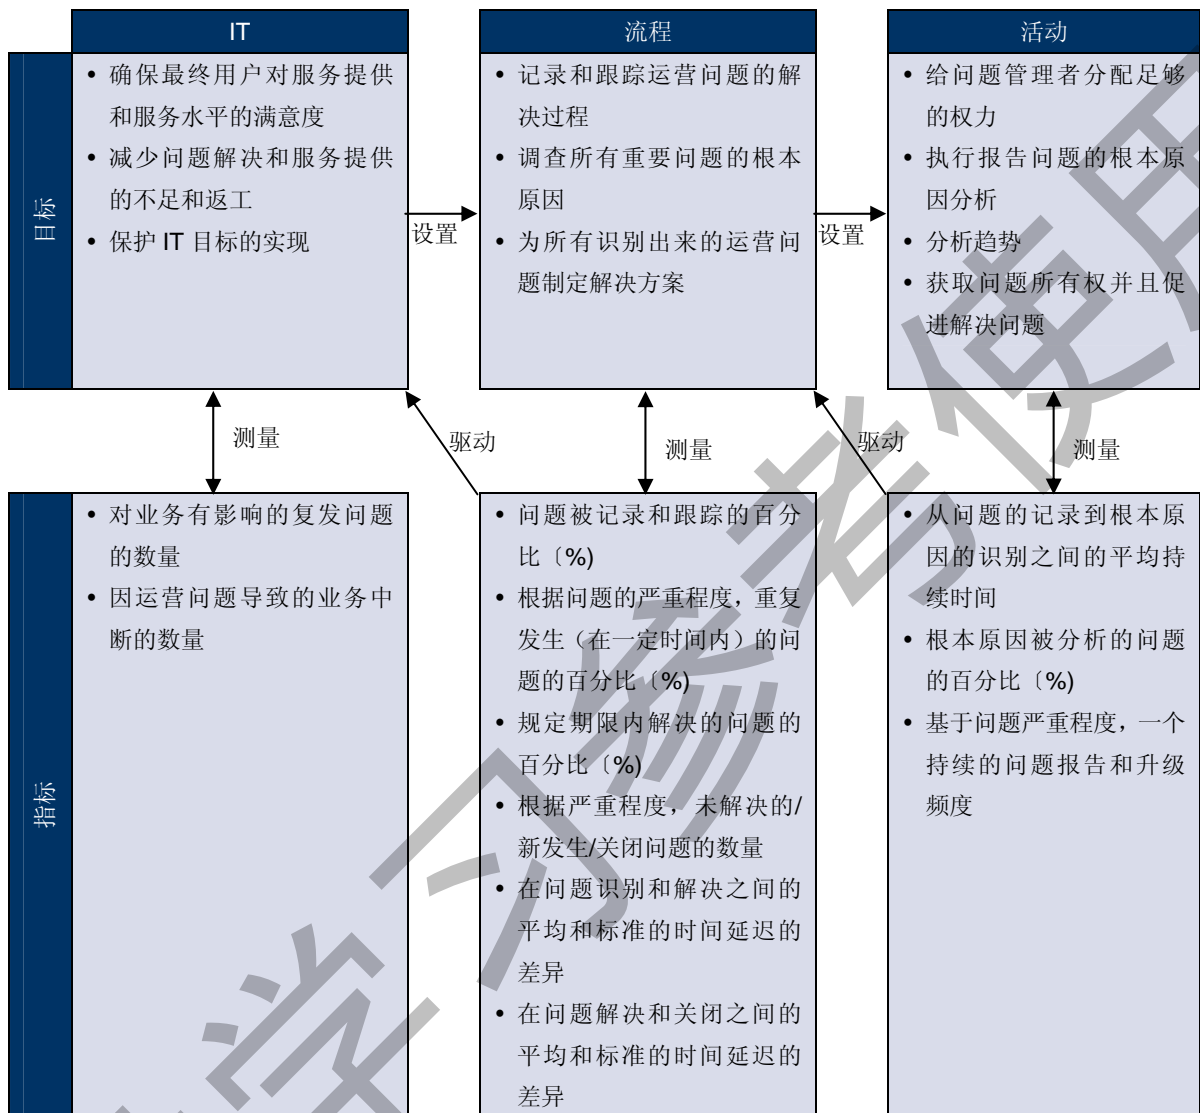 IT
流程
活动
目标
• 确保最终用户对服务提供
和服务水平的满意度
• 减少问题解决和服务提供
的不足和返工
• 保护 IT 目标的实现
设置
• 记录和跟踪运营问题的解
决过程
• 调查所有重要问题的根本
原因
• 为所有识别出来的运营问
题制定解决方案
设置
• 给问题管理者分配足够
的权力
• 执行报告问题的根本原
因分析
• 分析趋势
• 获取问题所有权并且促
进解决问题
测量
驱动
测量
驱动
测量
指标
• 对业务有影响的复发问题
的数量
• 因运营问题导致的业务中
断的数量
• 问题被记录和跟踪的百分
比〔%)
• 根据问题的严重程度，重复
发生（在一定时间内）的问
题的百分比〔%)
• 规定期限内解决的问题的
百分比〔%)
• 根据严重程度，未解决的/
新发生/关闭问题的数量
• 在问题识别和解决之间的
平均和标准的时间延迟的
差异
• 在问题解决和关闭之间的
平均和标准的时间延迟的
差异
• 从问题的记录到根本原
因的识别之间的平均持
续时间
• 根本原因被分析的问题
的百分比〔%)
• 基于问题严重程度，一个
持续的问题报告和升级
频度
学习参考使用